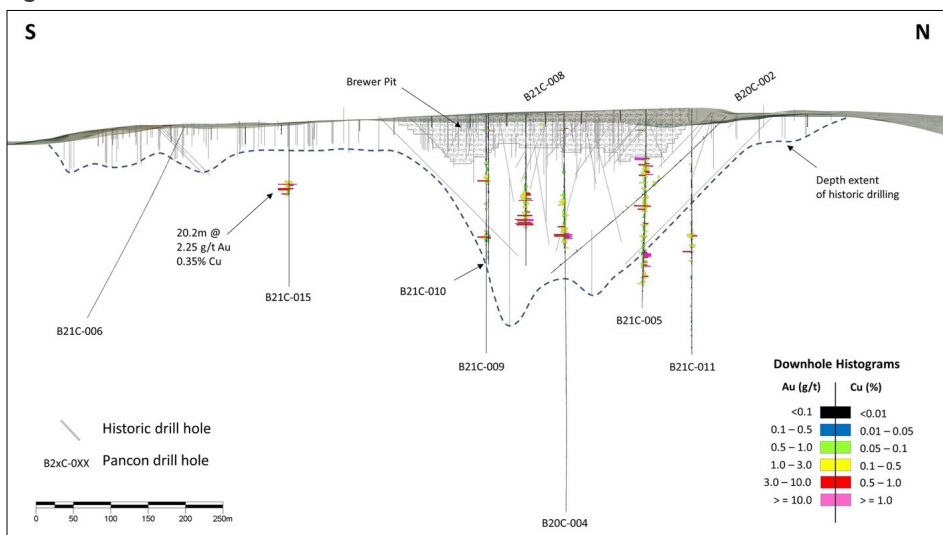 S
N
B21C-008
B20C-002
Brewer Pit
Depth extent
of historic drilling
20.2m @
2.25 g/t Au
0.35% Cu
B21C-015
B21C-010
B21C-006
B21C-005
B21C-009
B21C-011
Downhole Histograms
Au (g/t) Cu (%)
<0.1 <0.01
0.1 – 0.5 0.01 – 0.05
0.5 – 1.0 0.05 – 0.1
1.0 – 3.0 0.1 – 0.5
3.0 – 10.0 0.5 – 1.0
> = 10.0 > = 1.0
Historic drill hole
B2xC-0XX Pancon drill hole
0 50 100 150 200 250m
B20C-004